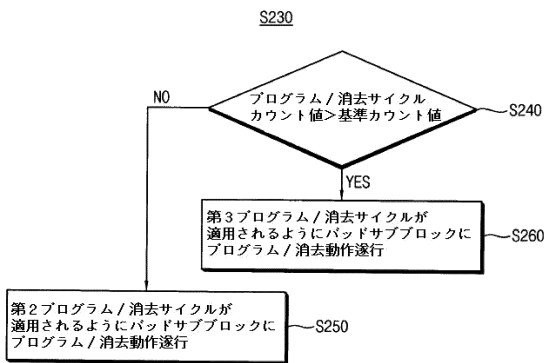 S230
NO
プログラム/消去サイクル
カウント値>基準カウント値
S240
YES
第3プログラム/消去サイクルが
適用されるようにパッドサブブロックに
プログラム/消去動作遂行
S260
第2プログラム/消去サイクルが
適用されるようにパッドサブブロックに
プログラム/消去動作遂行
S250